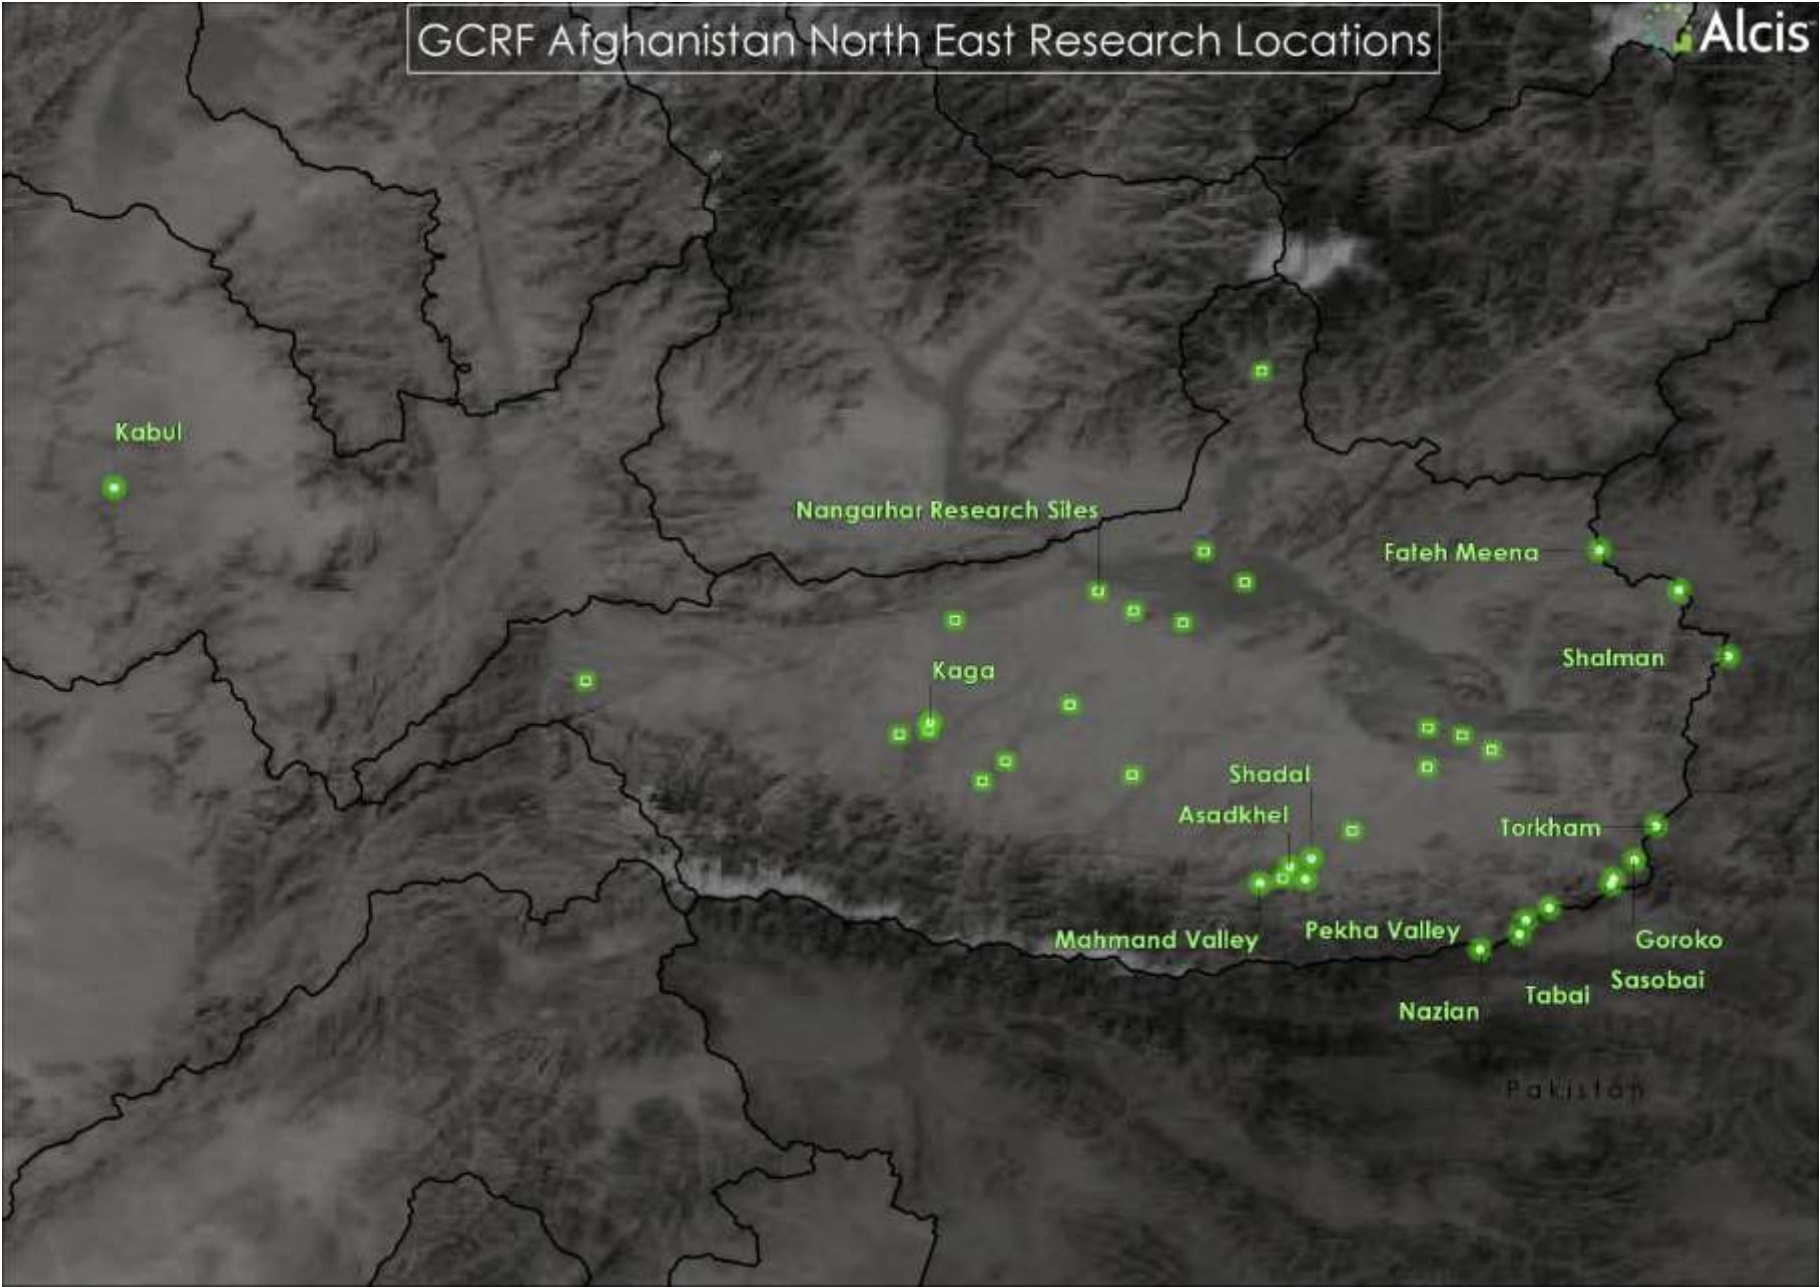 GCRF Afghanistan North East Research Locations
Alcis
Kabul
Nangarhar Research Sites
Fateh Meena
Shalman
Kaga
Shadal
Asadkhel
Torkham
Mahmand Valley
Pekha Valley
Goroko
Sasobai
Tabai
Nazian
Pakistan